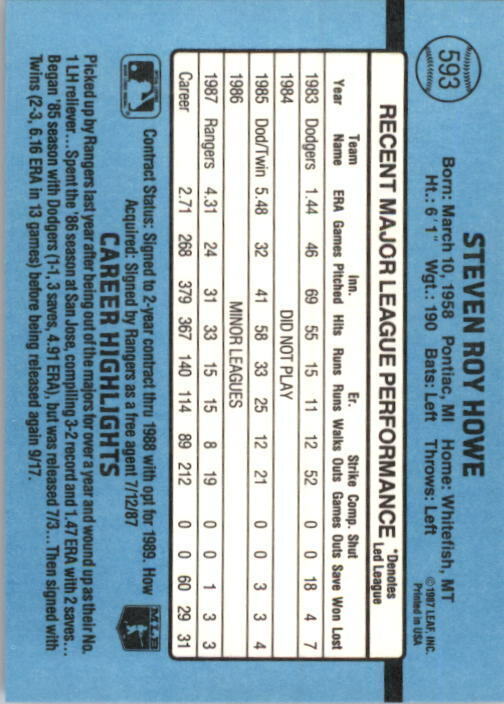 593
STEVEN ROY HOWE
Born: March 10, 1958 Pontiac, MI Home: Whitefish, MT
Ht.: 6'1" Wgt.: 190 Bats: Left Throws: Left
©1987 LEAF, INC.
Printed in USA
RECENT MAJOR LEAGUE PERFORMANCE *Denotes Led League
Team Inn. Er. Strike Comp. Shut
Year Name ERA Games Pitched Hits Runs Runs Walks Outs Games Outs Save Won Lost
1983 Dodgers 1.44 46 69 55 15 11 12 52 0 0 18 4 7
1984 DID NOT PLAY
1985 Dod/Twin 5.48 32 41 58 33 25 12 21 0 0 3 3 4
1986 MINOR LEAGUES
1987 Rangers 4.31 24 31 33 15 15 8 19 0 0 1 3 3
Career 2.71 268 379 367 140 114 89 212 0 0 60 29 31
Contract Status: Signed to 2-year contract thru 1988 with opt for 1989. How
Acquired: Signed by Rangers as a free agent 7/12/87
MLB
CAREER HIGHLIGHTS
Picked up by Rangers last year after being out of the majors for over a year and wound up as their No.
1 LH reliever...Spent the '86 season at San Jose, compiling 3-2 record and 1.47 ERA with 2 saves...
Began '85 season with Dodgers (1-1, 3 saves, 4.91 ERA), but was released 7/3...Then signed with
Twins (2-3, 6.16 ERA in 13 games) before being released again 9/17.